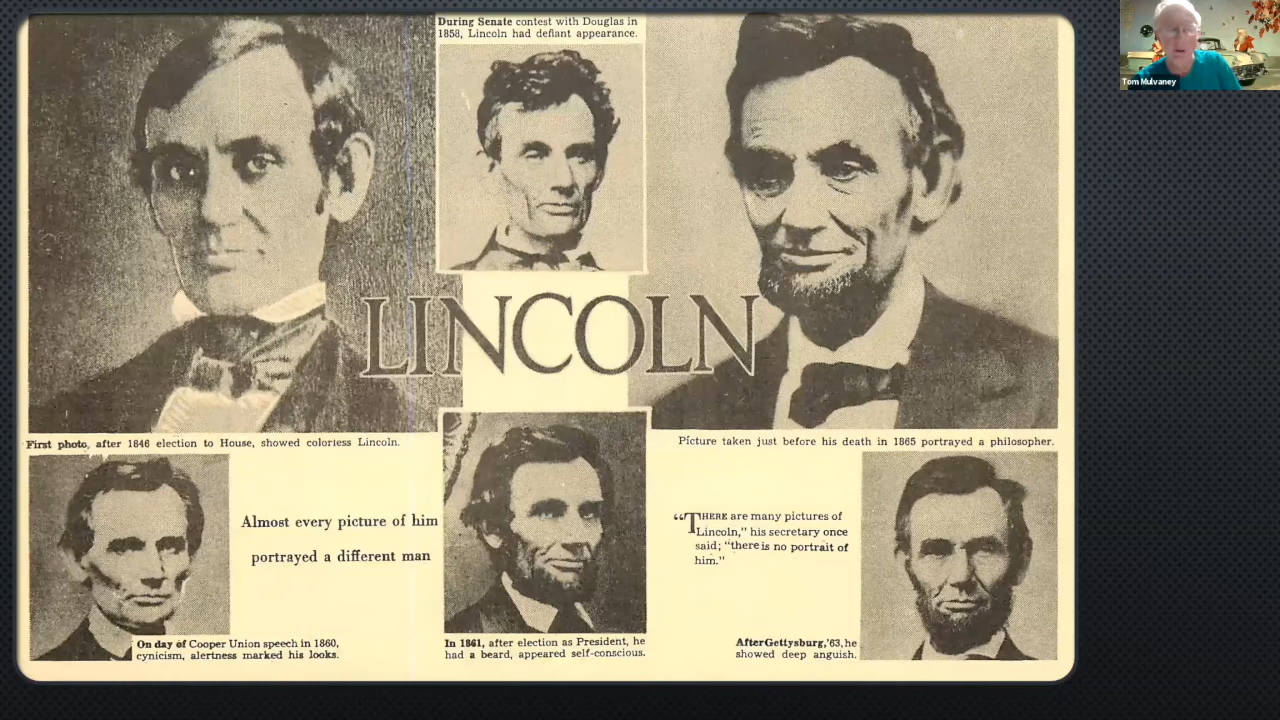 During Senate contest with Douglas in
1858, Lincoln had defiant appearance.
Tom Mulvaney
LINCOLN
First photo, after 1846 election to House, showed colorless Lincoln.
Picture taken just before his death in 1865 portrayed a philosopher.
Almost every picture of him
portrayed a different man
“THERE are many pictures of
Lincoln,” his secretary once
said; “there is no portrait of
him.”
On day of Cooper Union speech in 1860,
cynicism, alertness marked his looks.
In 1861, after election as President, he
had a beard, appeared self-conscious.
After Gettysburg, '63, he
showed deep anguish.